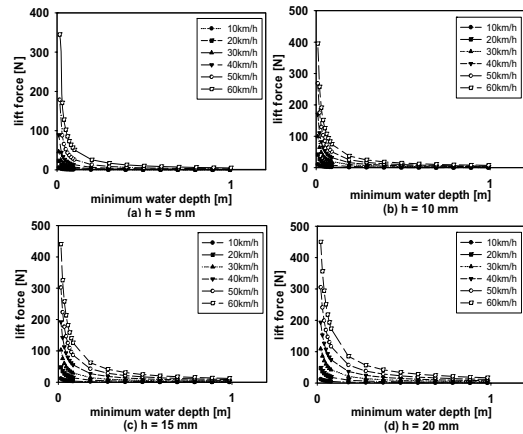 400
300
200
100
0
lift force [N]
10km/h
20km/h
30km/h
40km/h
50km/h
60km/h
0 1
minimum water depth [m]
(a) h = 5 mm
500
400
300
200
100
0
lift force [N]
10km/h
20km/h
30km/h
40km/h
50km/h
60km/h
0 1
minimum water depth [m]
(b) h = 10 mm
500
400
300
200
100
0
lift force [N]
10km/h
20km/h
30km/h
40km/h
50km/h
60km/h
0 1
minimum water depth [m]
(c) h = 15 mm
500
400
300
200
100
0
lift force [N]
10km/h
20km/h
30km/h
40km/h
50km/h
60km/h
0 1
minimum water depth [m]
(d) h = 20 mm